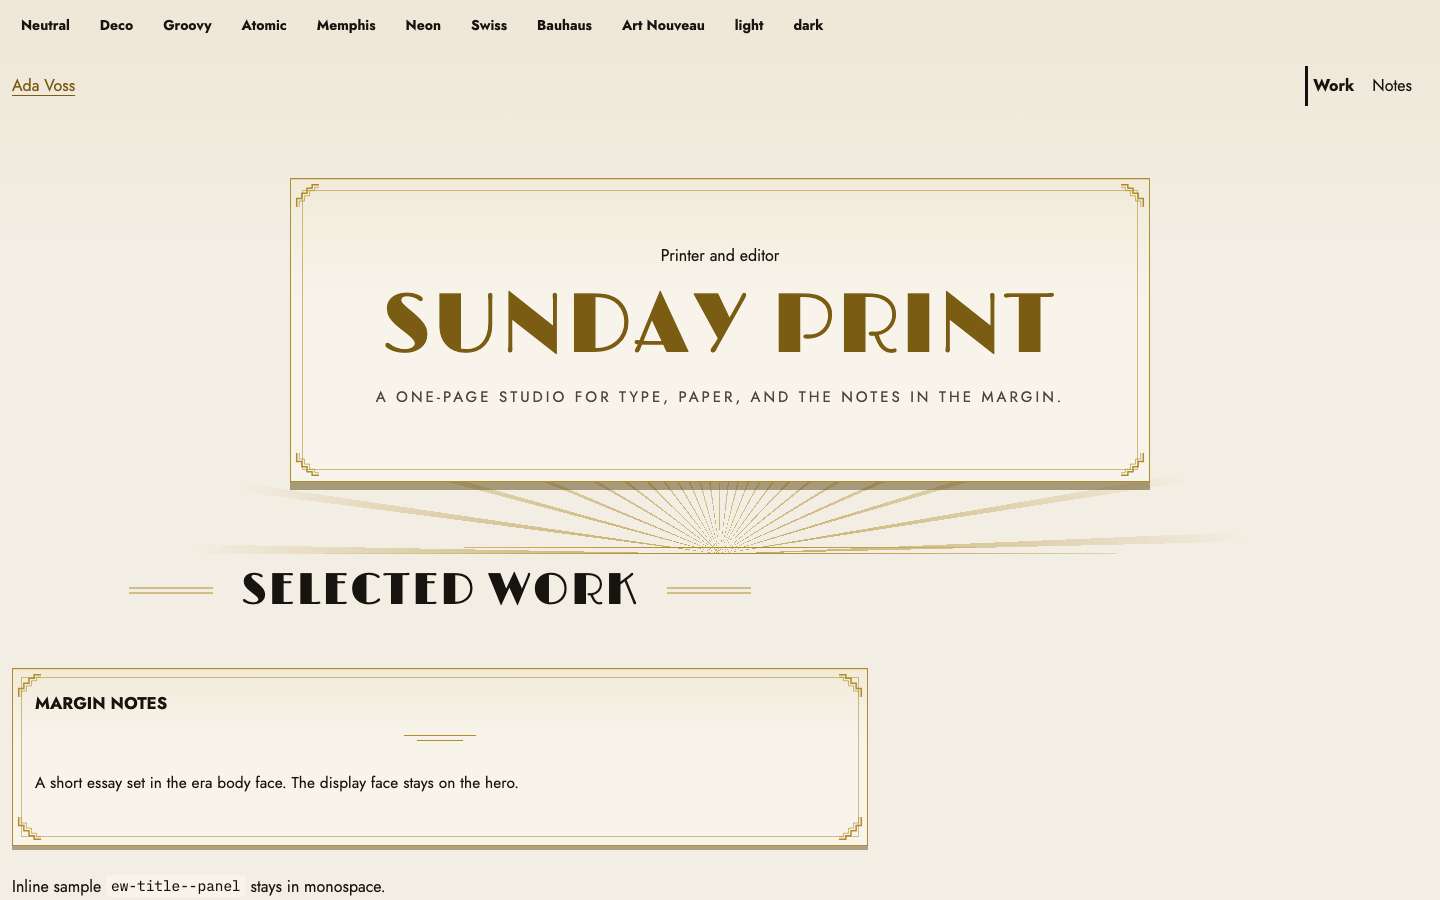 Neutral Deco Groovy Atomic Memphis Neon Swiss Bauhaus Art Nouveau light dark
Ada Voss Work Notes
Printer and editor
SUNDAY PRINT
A ONE-PAGE STUDIO FOR TYPE, PAPER, AND THE NOTES IN THE MARGIN.
SELECTED WORK
MARGIN NOTES
A short essay set in the era body face. The display face stays on the hero.
Inline sample ew-title--panel stays in monospace.